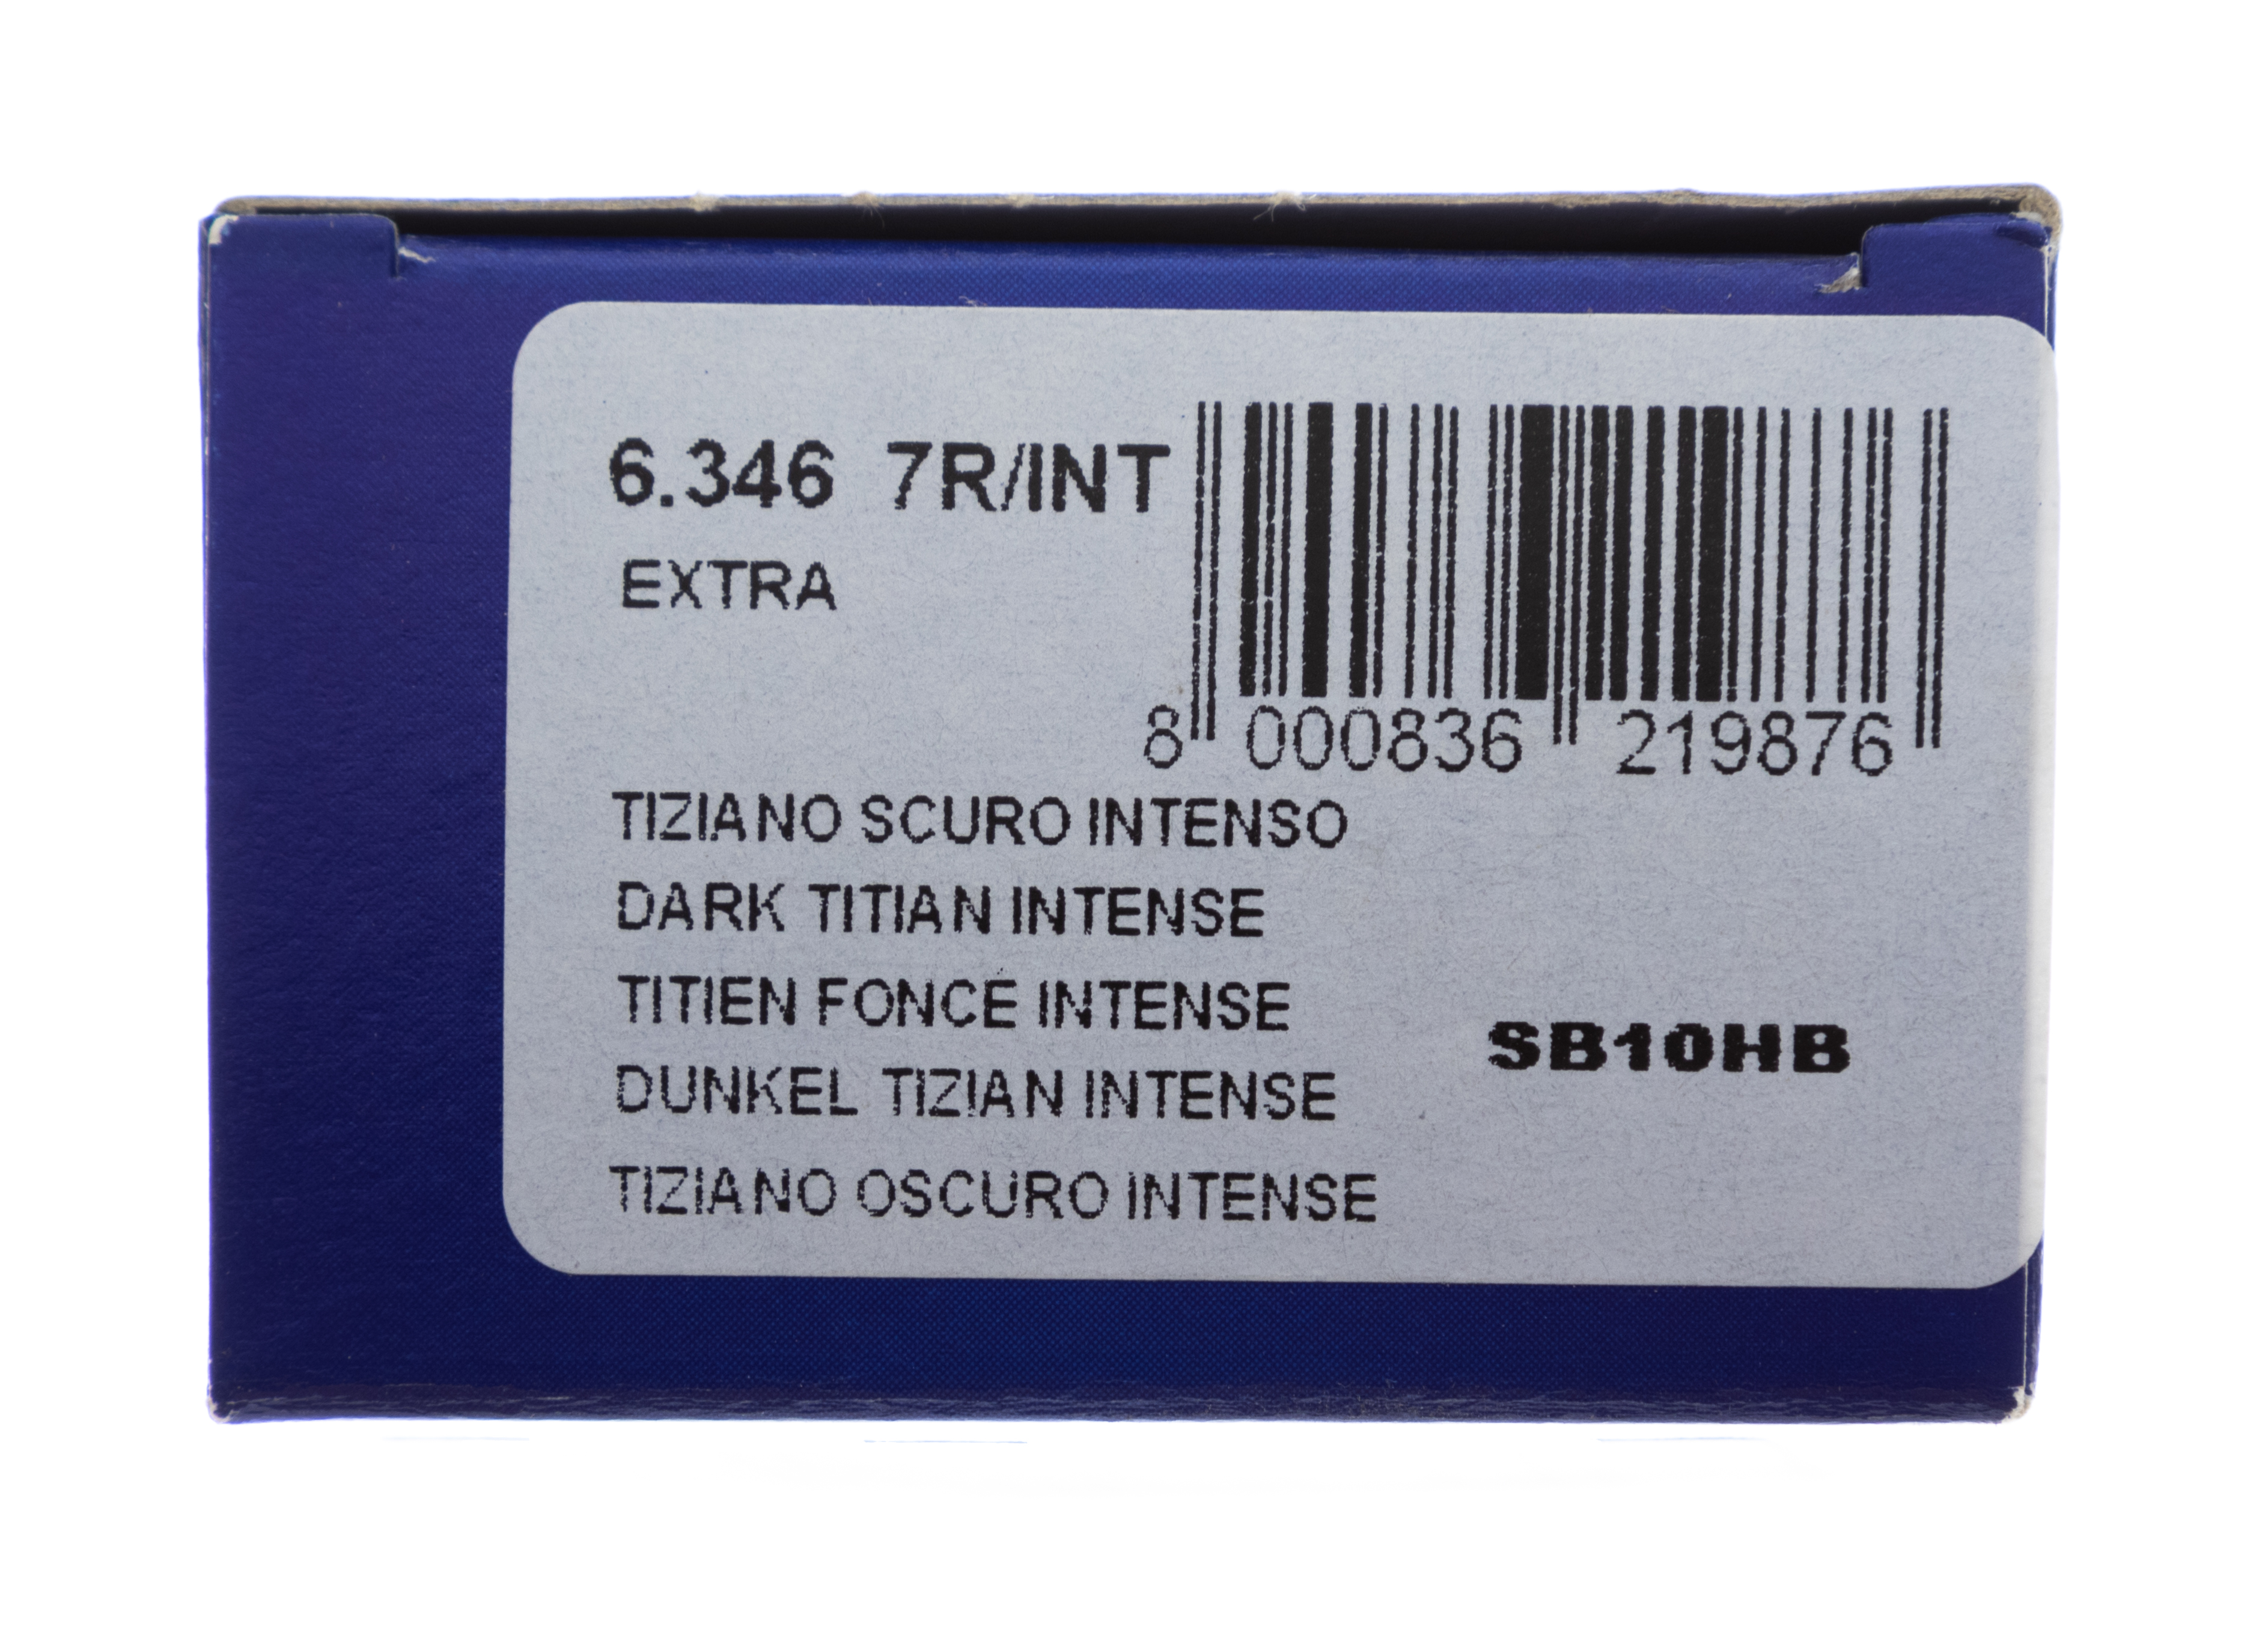 6.346 7R/INT
EXTRA
8 000836 219876
TIZIANO SCURO INTENSO
DARK TITIAN INTENSE
TITIEN FONCE INTENSE
DUNKEL TIZIAN INTENSE
SB10HB
TIZIANO OSCURO INTENSE